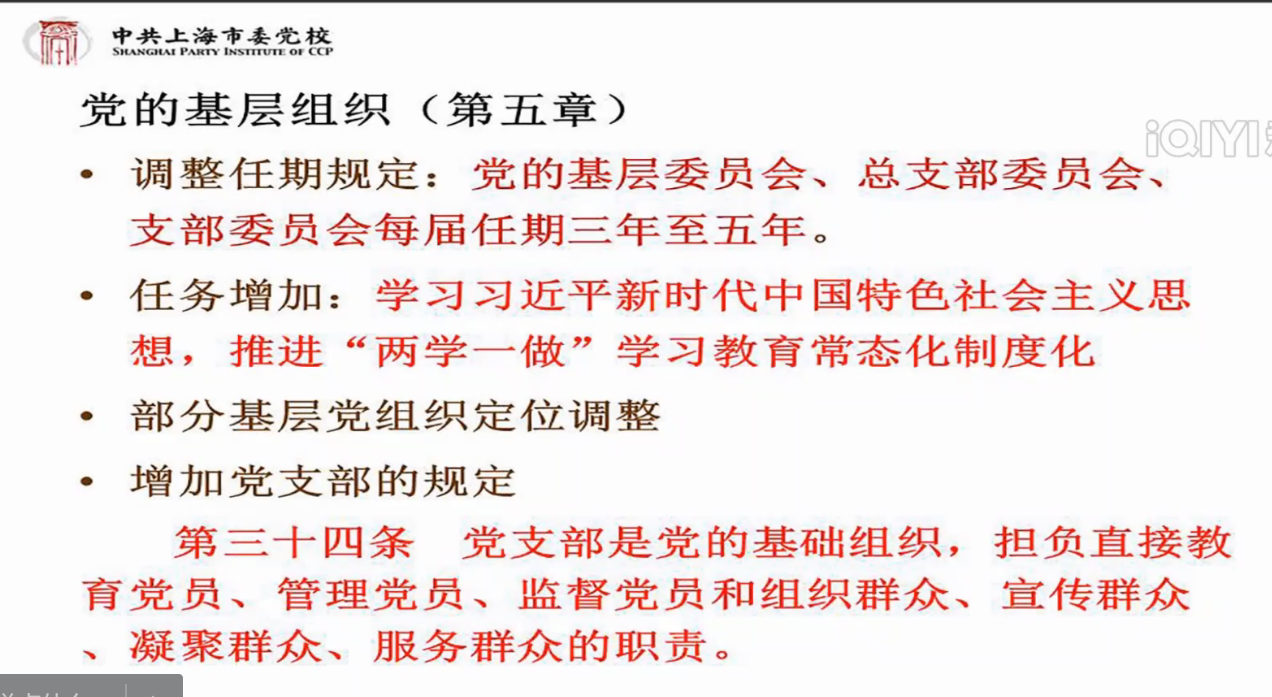 中共上海市委党校
SHANGHAI PARTY INSTITUTE OF CCP
党的基层组织（第五章）
iQIYI
• 调整任期规定：党的基层委员会、总支部委员会、
支部委员会每届任期三年至五年。
• 任务增加：学习习近平新时代中国特色社会主义思
想，推进“两学一做”学习教育常态化制度化
• 部分基层党组织定位调整
• 增加党支部的规定
第三十四条 党支部是党的基础组织，担负直接教
育党员、管理党员、监督党员和组织群众、宣传群众
、凝聚群众、服务群众的职责。